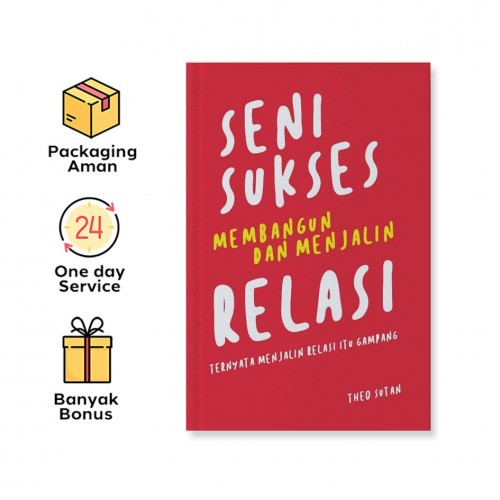 Packaging
Aman
24
One day
Service
Banyak
Bonus
SENI
SUKSES
MEMBANGUN
DAN MENJALIN
RELASI
TERNYATA MENJALIN RELASI ITU GAMPANG
THEO SUTAN